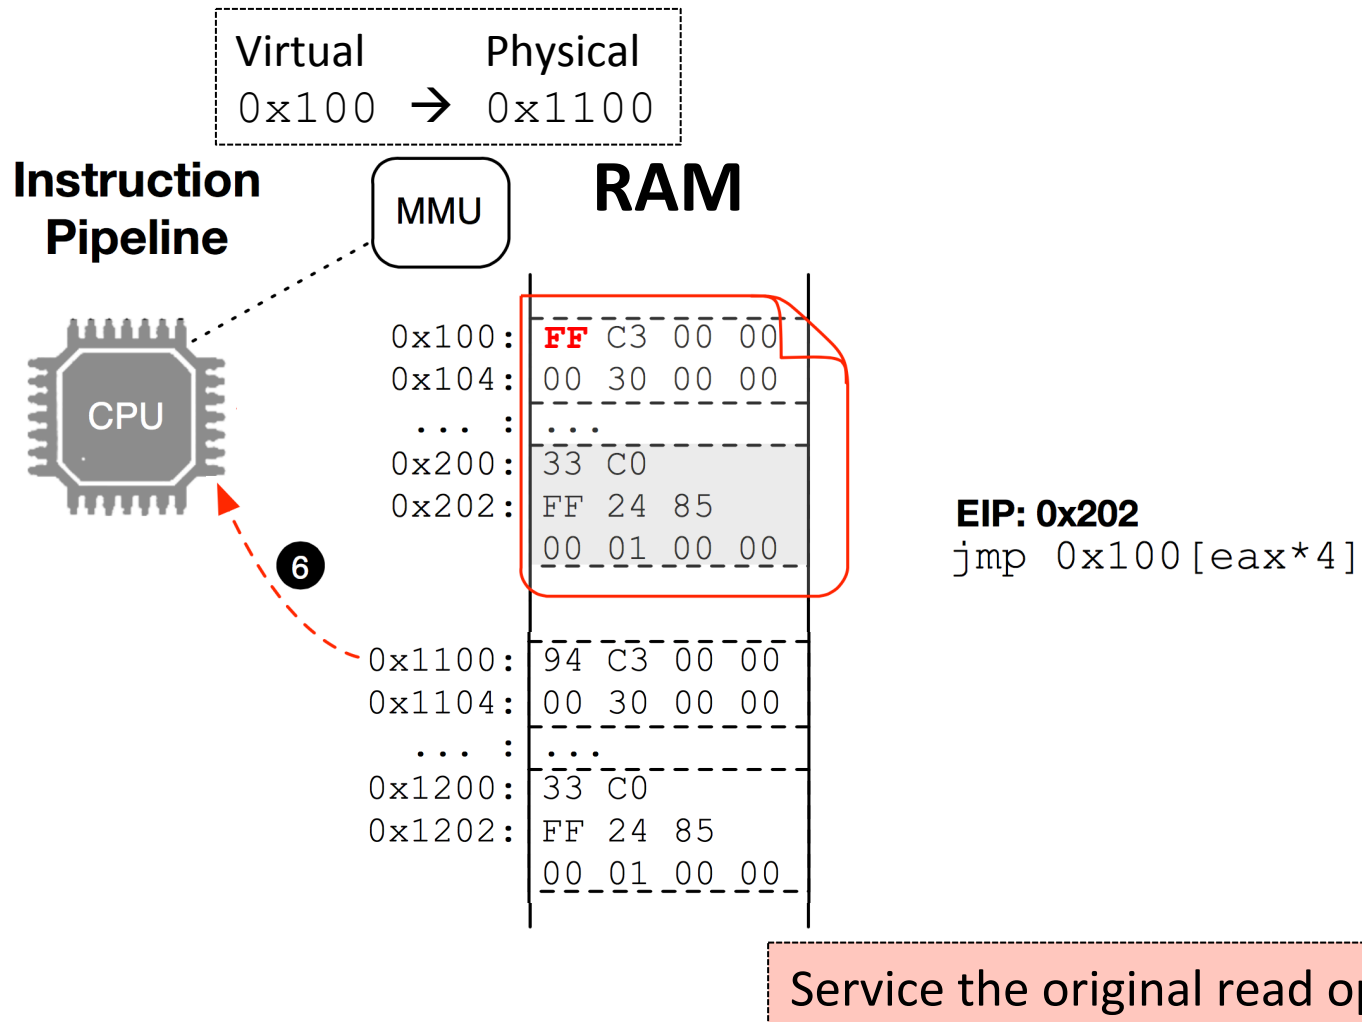 Virtual Physical
0x100 → 0x1100
Instruction
Pipeline
MMU
RAM
CPU
0x100: FF C3 00 00
0x104: 00 30 00 00
... : ...
0x200: 33 C0
0x202: FF 24 85
00 01 00 00
EIP: 0x202
jmp 0x100[eax*4]
6
0x1100: 94 C3 00 00
0x1104: 00 30 00 00
... : ...
0x1200: 33 C0
0x1202: FF 24 85
00 01 00 00
Service the original read